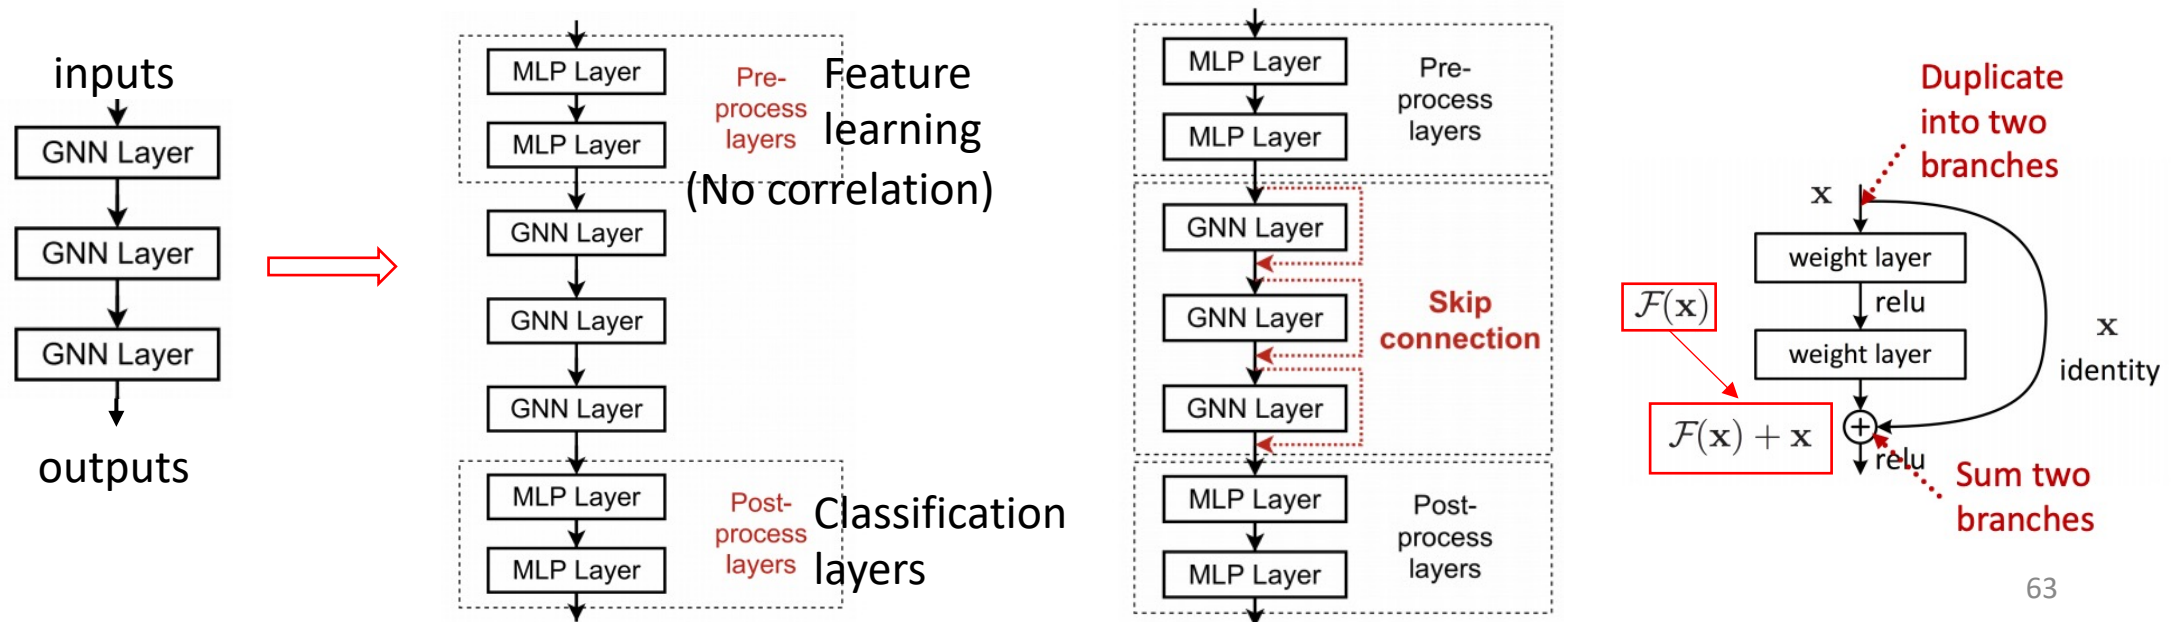 inputs
GNN Layer
GNN Layer
GNN Layer
outputs
MLP Layer
MLP Layer
Pre-
process
layers
Feature
learning
(No correlation)
GNN Layer
GNN Layer
GNN Layer
MLP Layer
MLP Layer
Post-
process
layers
Classification
layers
MLP Layer
MLP Layer
Pre-
process
layers
GNN Layer
GNN Layer
GNN Layer
Skip
connection
MLP Layer
MLP Layer
Post-
process
layers
Duplicate
into two
branches
x
weight layer
relu
weight layer
F(x)
x
identity
F(x) + x
+
relu
Sum two
branches
63